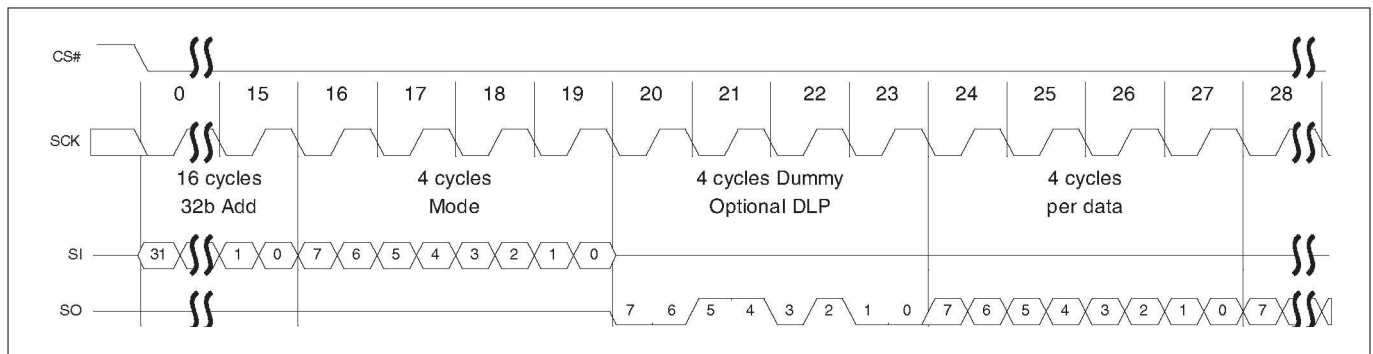 CS#
0 15 16 17 18 19 20 21 22 23 24 25 26 27 28
SCK
16 cycles 4 cycles 4 cycles Dummy 4 cycles
32b Add Mode Optional DLP per data
SI 31 1 0 7 6 5 4 3 2 1 0
SO 7 6 5 4 3 2 1 0 7 6 5 4 3 2 1 0 7